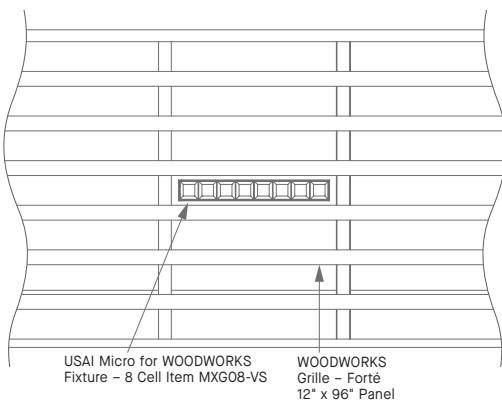 USAI Micro for WOODWORKS
Fixture – 8 Cell Item MXG08-VS
WOODWORKS
Grille – Forté
12" x 96" Panel